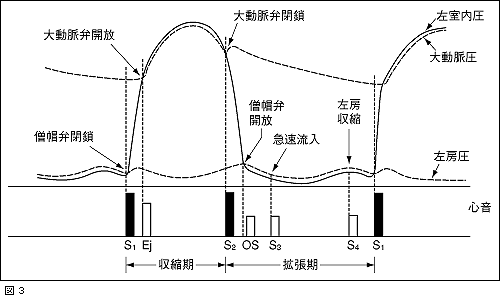 大動脈弁開放
大動脈弁閉鎖
左室内圧
大動脈圧
僧帽弁閉鎖
僧帽弁
開放
急速流入
左房
収縮
左房圧
心音
S1 Ej S2 OS S3 S4 S1
収縮期 拡張期
図3